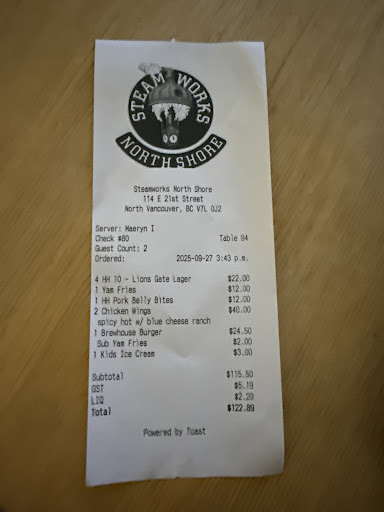 STEAM WORKS
NORTH SHORE
Steamworks North Shore
114 E 21st Street
North Vancouver, BC V7L 0J2
Server: Maeryn I
Check #80 Table 94
Guest Count: 2
Ordered: 2025-09-27 3:43 p.m.
4 HH 10 - Lions Gate Lager $22.00
1 Yam Fries $12.00
1 HH Pork Belly Bites $12.00
2 Chicken Wings $40.00
spicy hot w/ blue cheese ranch
1 Brewhouse Burger $24.50
Sub Yam Fries $2.00
1 Kids Ice Cream $3.00
Subtotal $115.50
GST $5.19
LIQ $2.20
Total $122.89
Powered by Toast